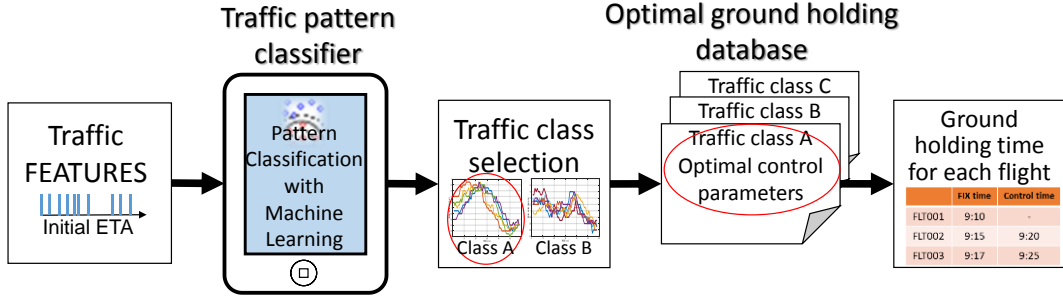 Traffic pattern
classifier
Optimal ground holding
database
Traffic
FEATURES
Initial ETA
Pattern
Classification
with
Machine
Learning
Traffic class
selection
Class A
Class B
Traffic class C
Traffic class B
Traffic class A
Optimal control
parameters
Ground
holding time
for each flight
FIX time Control time
FLT001 9:10 -
FLT002 9:15 9:20
FLT003 9:17 9:25